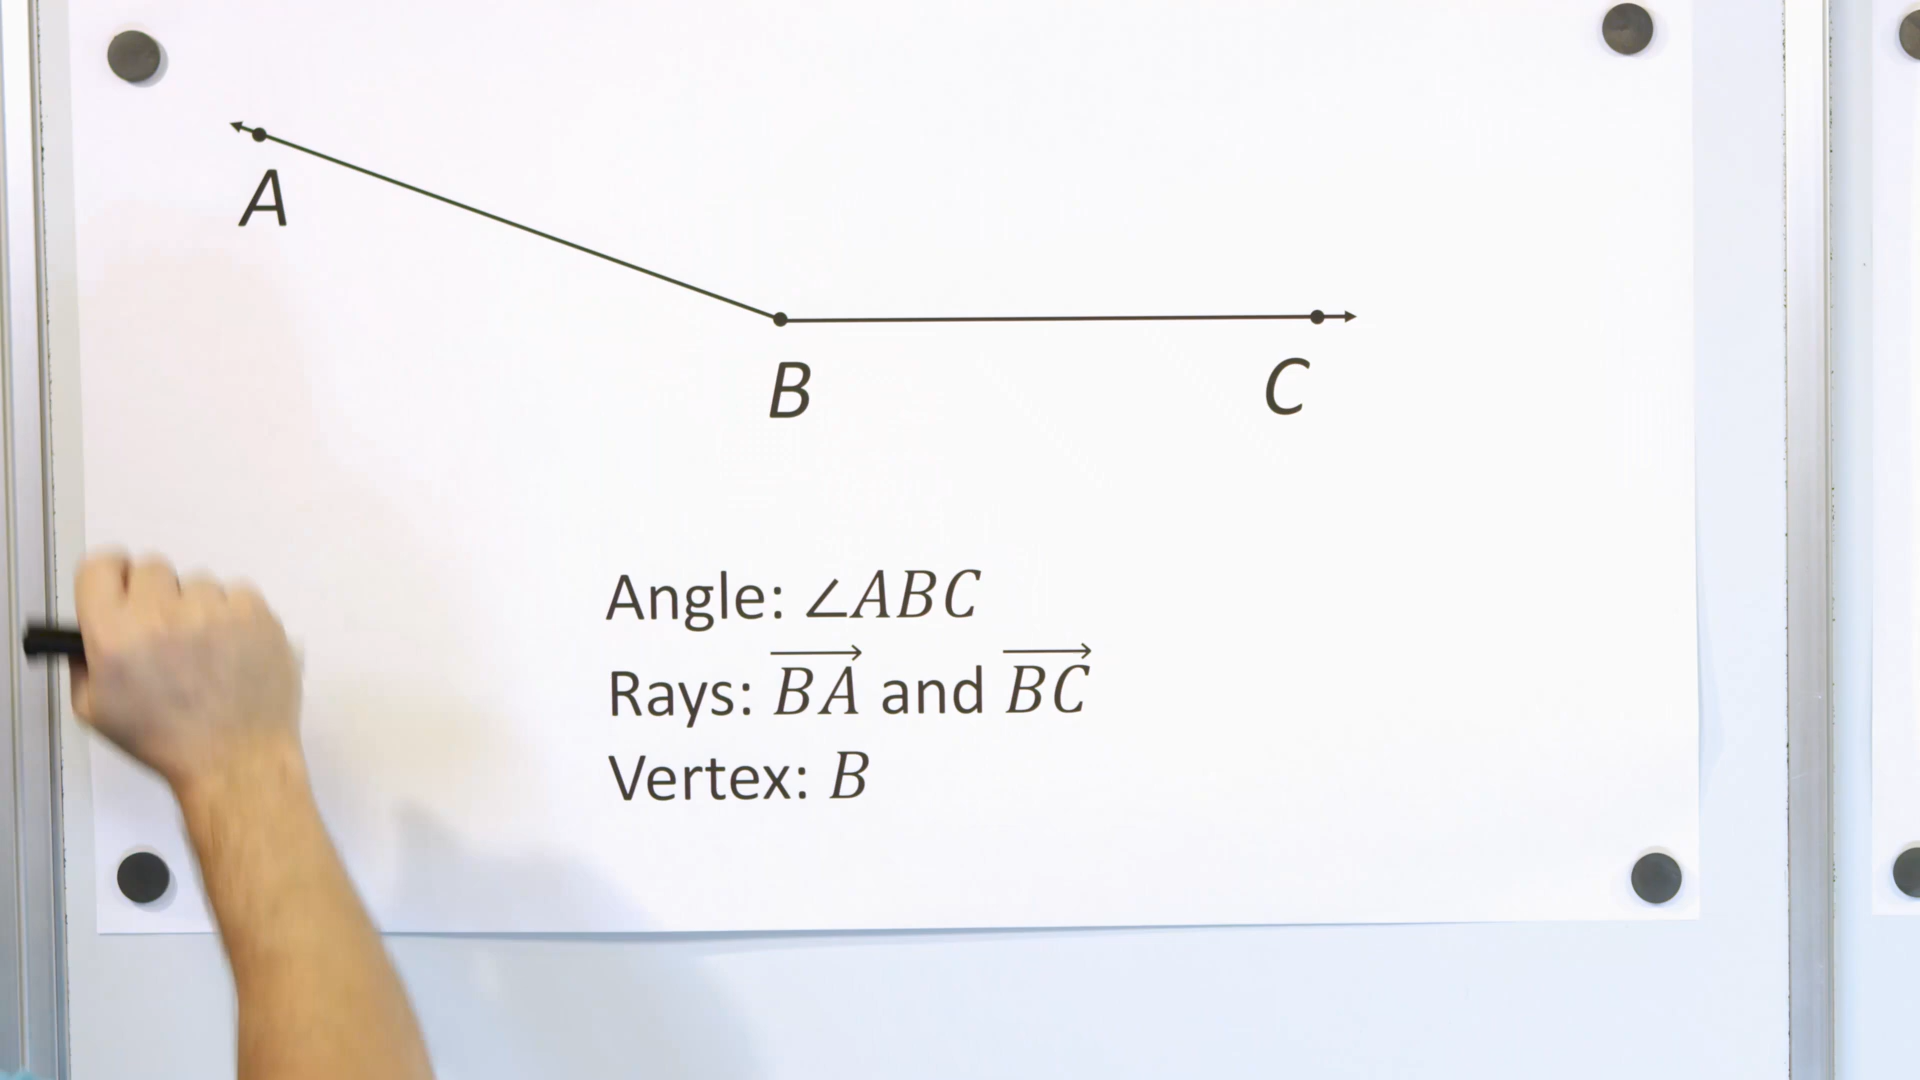 A
B
C
Angle: ∠ABC
Rays: $\overrightarrow{BA}$ and $\overrightarrow{BC}$
Vertex: B